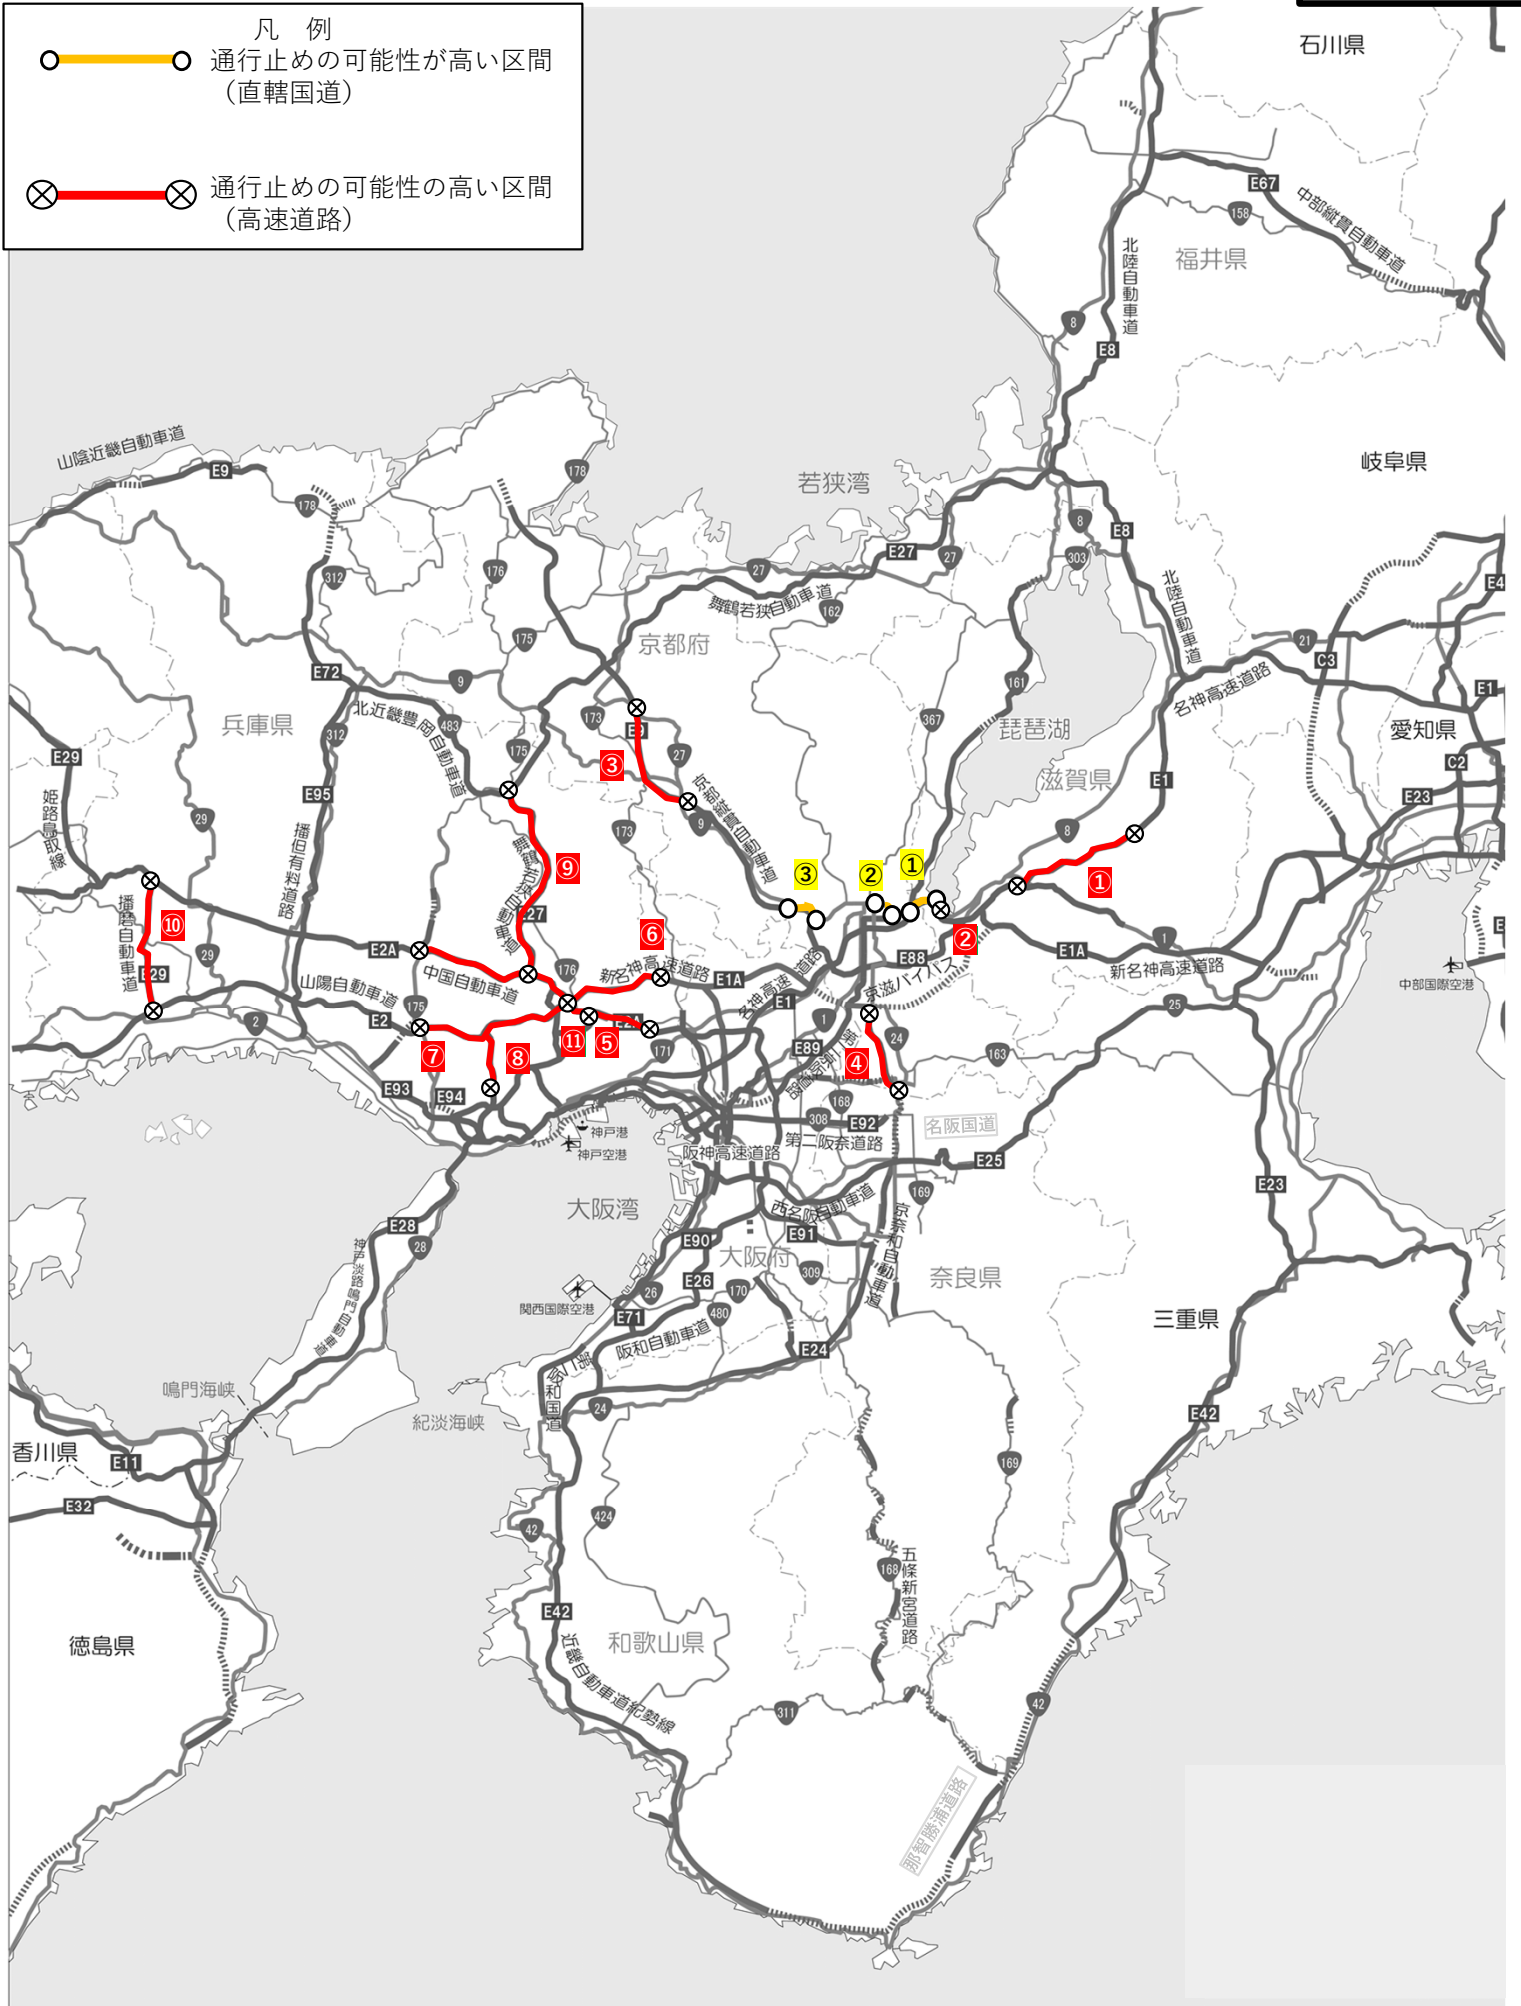 凡　例
通行止めの可能性が高い区間
（直轄国道）
通行止めの可能性の高い区間
（高速道路）
石川県
E67
158
中部縦貫自動車道
北陸自動車道
福井県
8
E8
山陰近畿自動車道
E9
178
178
若狭湾
岐阜県
8
E8
E27
27
303
312
176
27
舞鶴若狭自動車道
162
北陸自動車道
E4
175
京都府
21
C3
E72
9
161
名神高速道路
E1
兵庫県
北近畿豊岡自動車道
483
173
367
琵琶湖
愛知県
312
175
27
E29
③
滋賀県
E1
C2
姫路鳥取線
E95
京都縦貫自動車道
E23
29
播但有料道路
173
9
8
舞鶴若狭自動車道
⑨
③
②
①
①
播磨自動車道
⑩
27
⑥
②
E2A
29
E88
E1A
1
中国自動車道
176
新名神高速道路
E1A
名神高速道路
京滋バイパス
新名神高速道路
E29
山陽自動車道
175
E1
25
中部国際空港
2
E2
E2A
1
⑦
⑧
⑪
⑤
171
E89
24
④
163
E93
E94
168
308
E92
名阪国道
神戸港
神戸空港
阪神高速道路
第二阪奈道路
E25
大阪湾
西名阪自動車道
169
E23
E28
28
京奈和自動車道
E90
E91
大阪府
奈良県
神戸淡路鳴門自動車道
309
関西国際空港
26
E26
170
480
E71
三重県
阪和自動車道
E24
鳴門海峡
紀淡海峡
24
E42
香川県
E11
169
E32
424
42
168
五條新宮道路
E42
徳島県
和歌山県
近畿自動車道紀勢線
311
42
那智勝浦道路